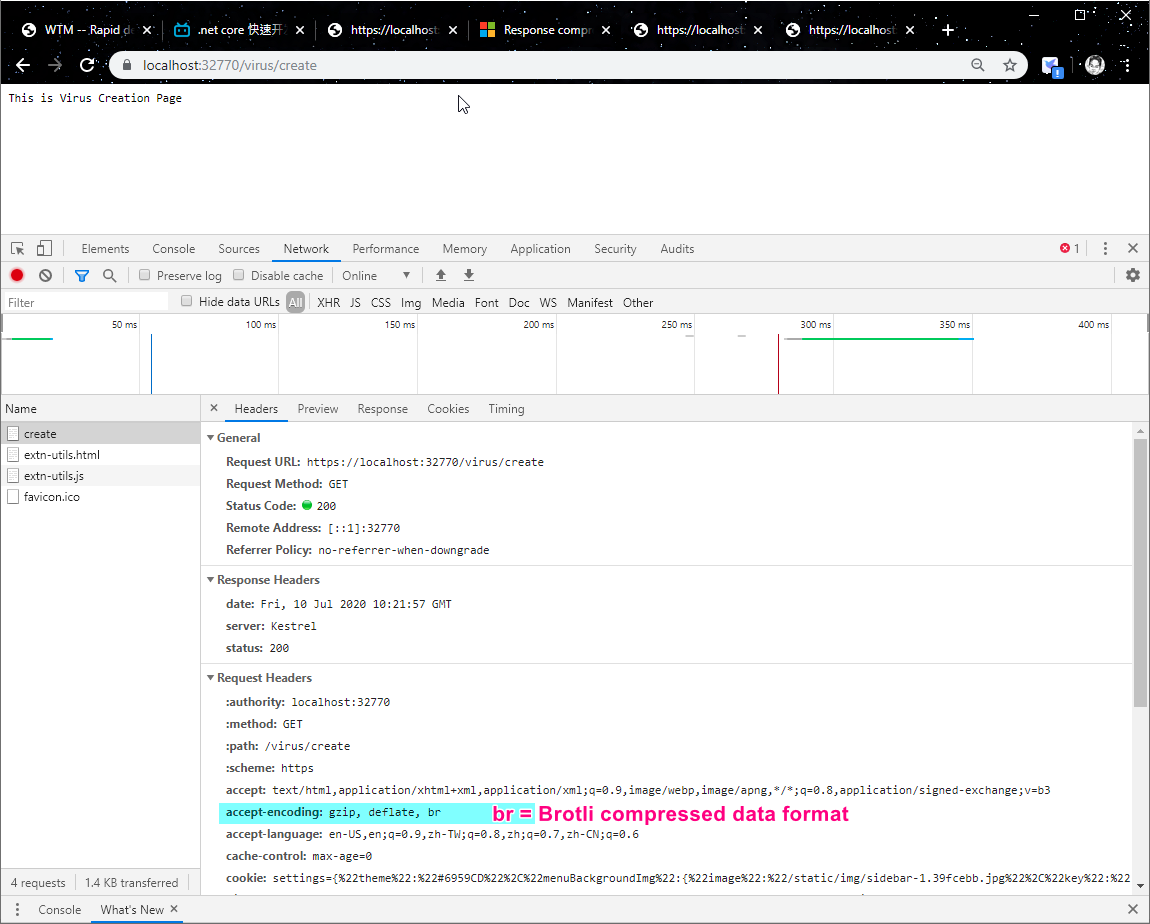 WTM -- Rapid d
.net core 快速开
https://localhost
Response compr
https://localhost
https://localhost
localhost:32770/virus/create
This is Virus Creation Page
Elements Console Sources Network Performance Memory Application Security Audits 1
Preserve log Disable cache Online
Filter Hide data URLs All XHR JS CSS Img Media Font Doc WS Manifest Other
50 ms 100 ms 150 ms 200 ms 250 ms 300 ms 350 ms 400 ms
Name
create
extn-utils.html
extn-utils.js
favicon.ico
Headers Preview Response Cookies Timing
General
Request URL: https://localhost:32770/virus/create
Request Method: GET
Status Code: 200
Remote Address: [::1]:32770
Referrer Policy: no-referrer-when-downgrade
Response Headers
date: Fri, 10 Jul 2020 10:21:57 GMT
server: Kestrel
status: 200
Request Headers
:authority: localhost:32770
:method: GET
:path: /virus/create
:scheme: https
accept: text/html,application/xhtml+xml,application/xml;q=0.9,image/webp,image/apng,*/*;q=0.8,application/signed-exchange;v=b3
accept-encoding: gzip, deflate, br br = Brotli compressed data format
accept-language: en-US,en;q=0.9,zh-TW;q=0.8,zh;q=0.7,zh-CN;q=0.6
cache-control: max-age=0
cookie: settings={%22theme%22:%22#6959CD%22%2C%22menuBackgroundImg%22:{%22image%22:%22/static/img/sidebar-1.39fcebb.jpg%22%2C%22key%22:%22
4 requests 1.4 KB transferred
Console What's New